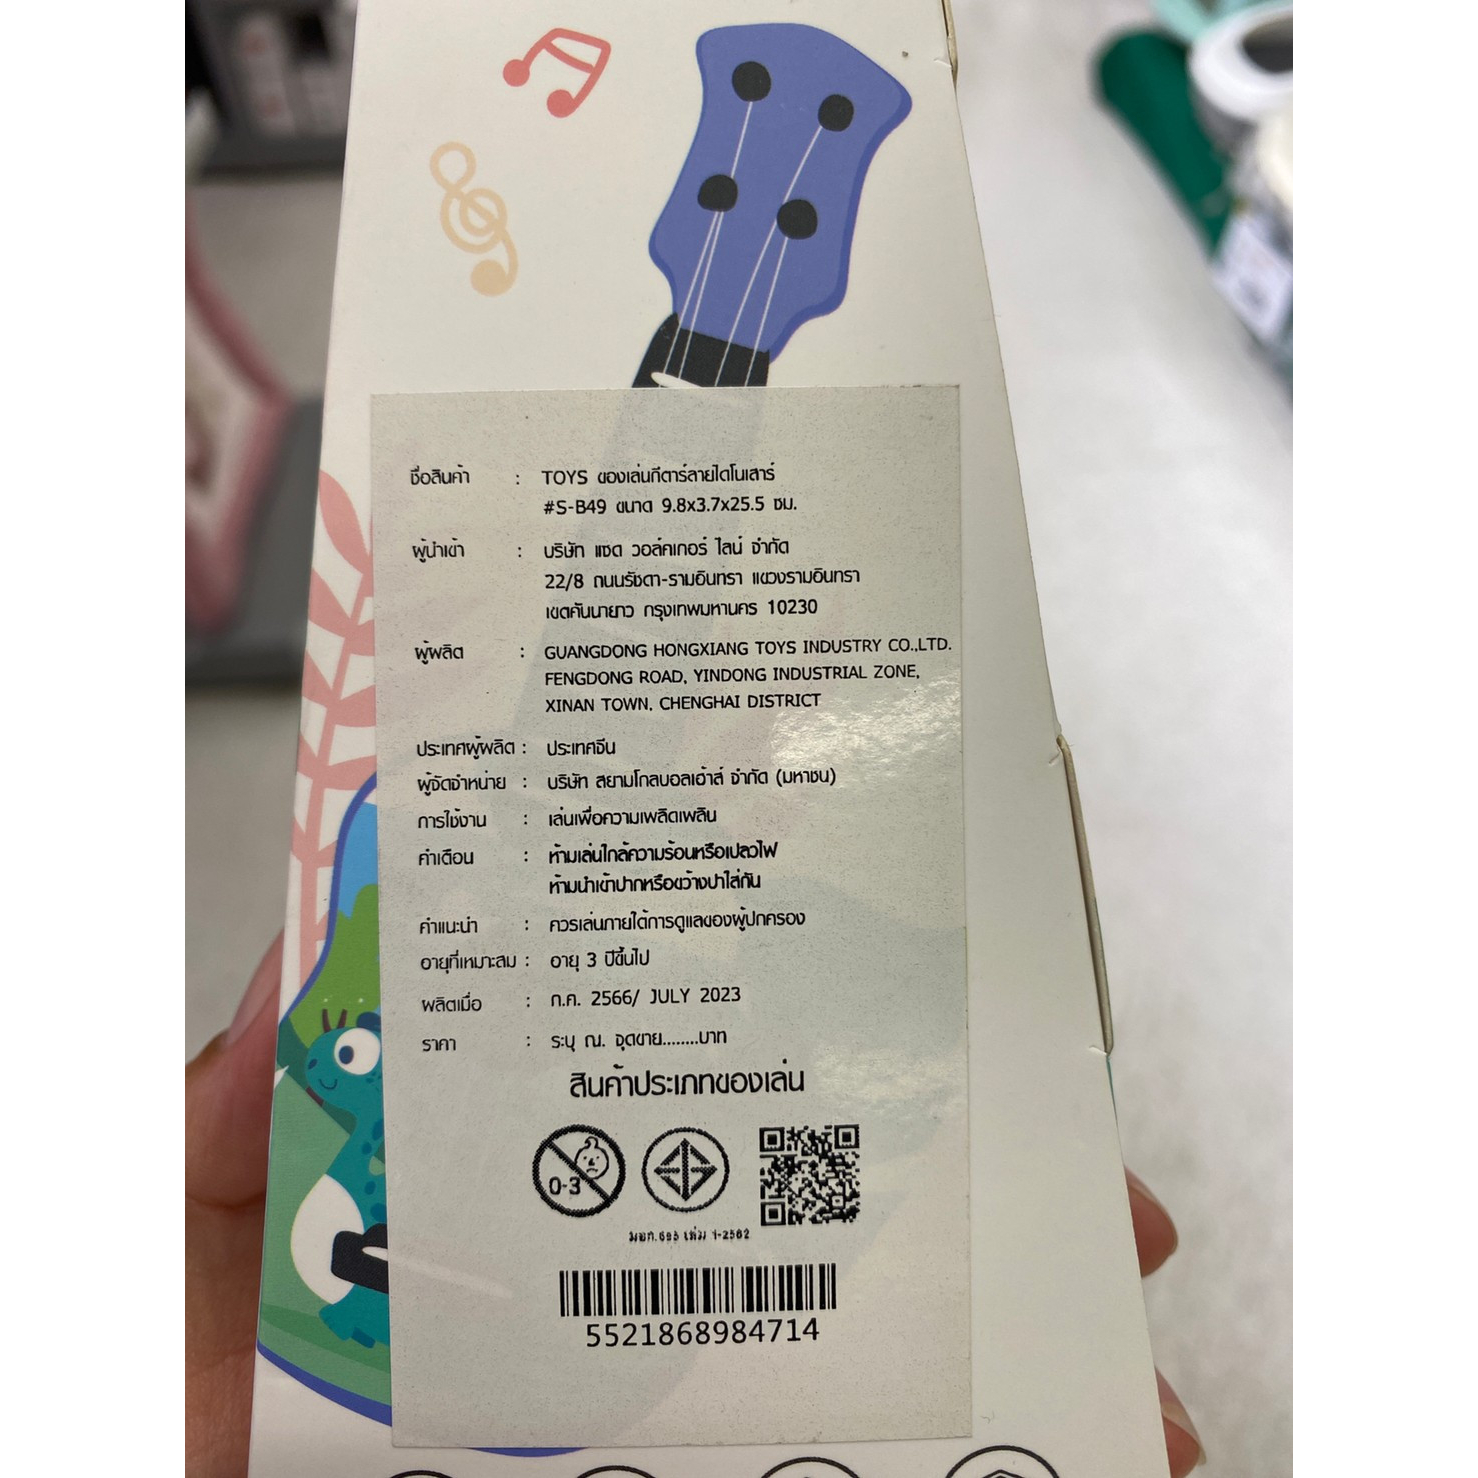 ชื่อสินค้า : TOYS ของเล่นกีตาร์ลายไดโนเสาร์
#S-B49 ขนาด 9.8x3.7x25.5 ซม.
ผู้นำเข้า : บริษัท แซด วอล์คเกอร์ ไลน์ จำกัด
22/8 ถนนรัชดา-รามอินทรา แขวงรามอินทรา
เขตคันนายาว กรุงเทพมหานคร 10230
ผู้ผลิต : GUANGDONG HONGXIANG TOYS INDUSTRY CO.,LTD.
FENGDONG ROAD, YINDONG INDUSTRIAL ZONE,
XINAN TOWN, CHENGHAI DISTRICT
ประเทศผู้ผลิต : ประเทศจีน
ผู้จัดจำหน่าย : บริษัท สยามโกลบอลเฮ้าส์ จำกัด (มหาชน)
การใช้งาน : เล่นเพื่อความเพลิดเพลิน
คำเตือน : ห้ามเล่นใกล้ความร้อนหรือเปลวไฟ
ห้ามนำเข้าปากหรือขว้างปาใส่กัน
คำแนะนำ : ควรเล่นภายใต้การดูแลของผู้ปกครอง
อายุที่เหมาะสม : อายุ 3 ปีขึ้นไป
ผลิตเมื่อ : ก.ค. 2566/ JULY 2023
ราคา : ระบุ ณ. จุดขาย........บาท
สินค้าประเภทของเล่น
0-3
มอก.685 เล่ม 1-2562
5521868984714